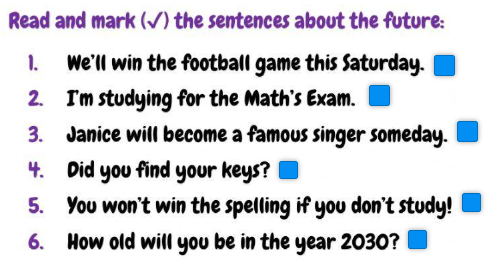 Read and mark (✓) the sentences about the future:
1. We'll win the football game this Saturday.
2. I'm studying for the Math's Exam.
3. Janice will become a famous singer someday.
4. Did you find your keys?
5. You won't win the spelling if you don't study!
6. How old will you be in the year 2030?